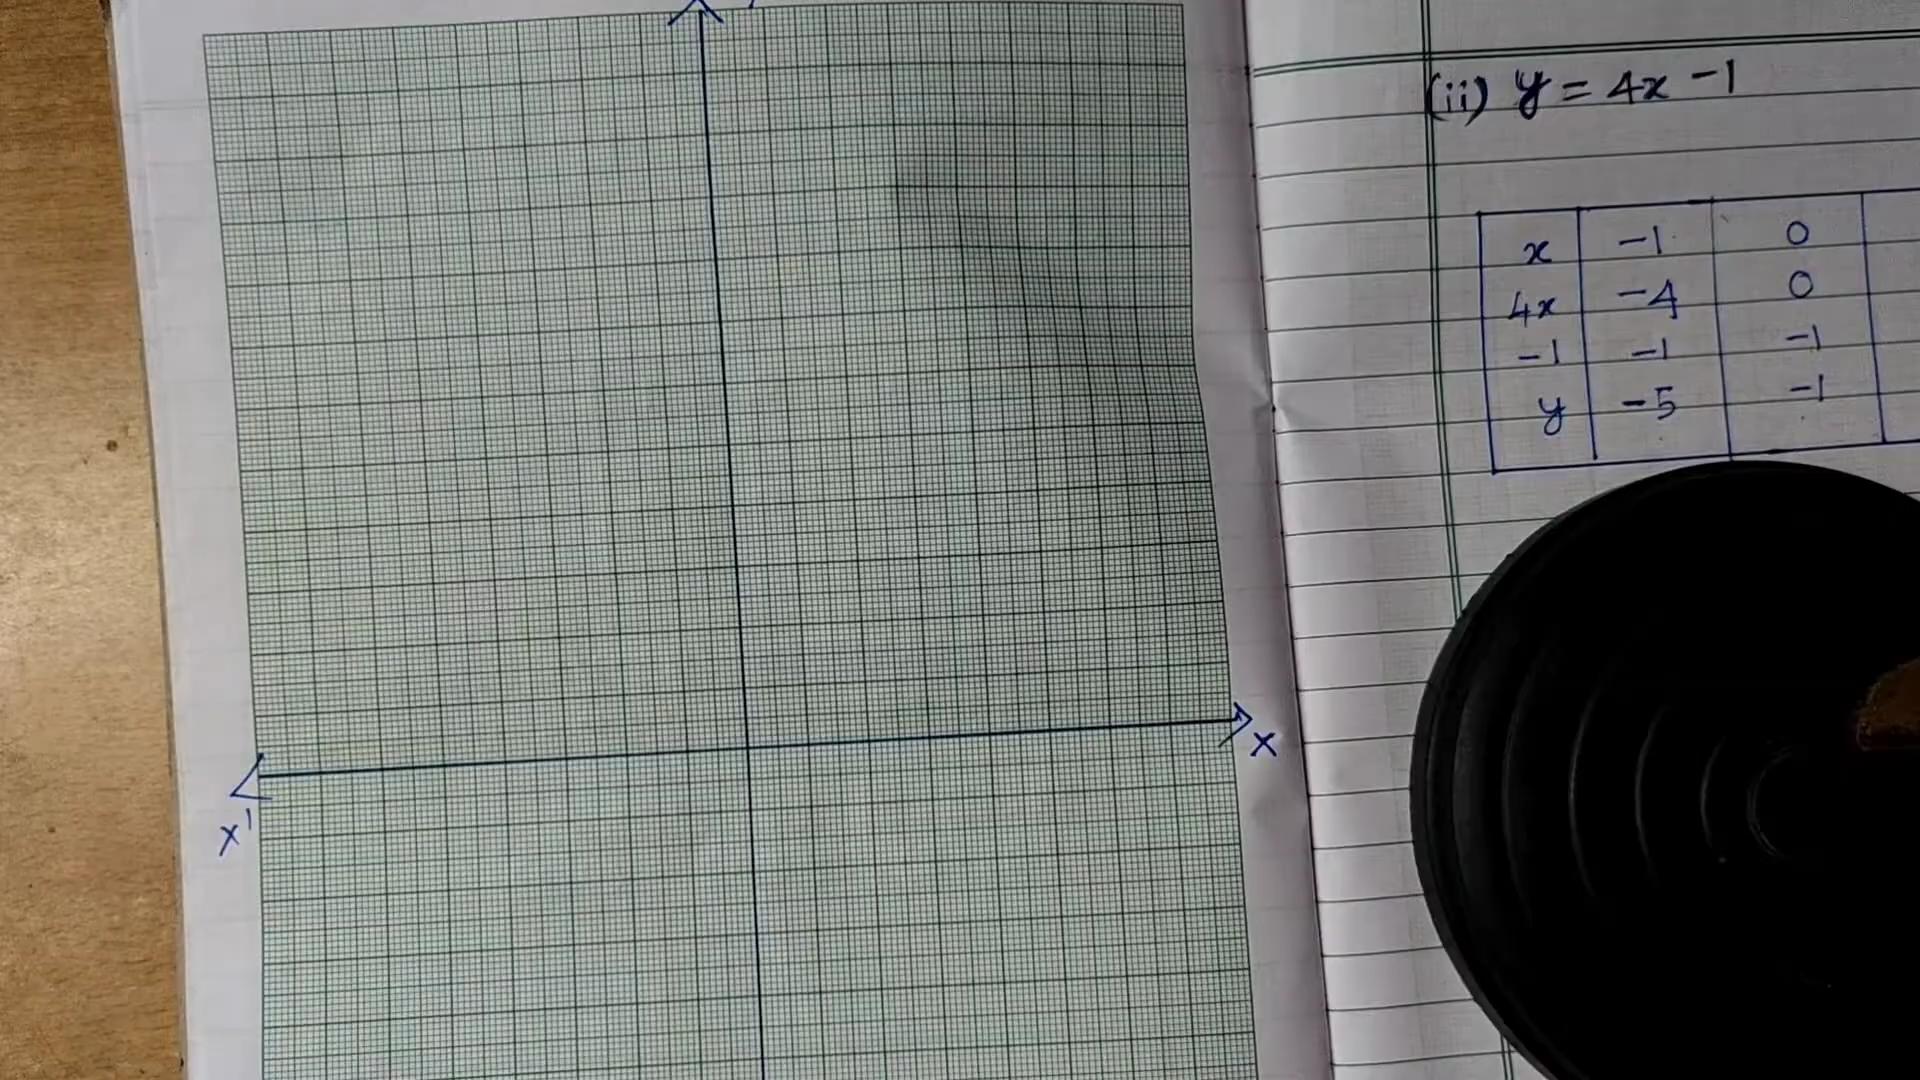 X
X'
(ii) y = 4x -1
x -1 0
4x -4 0
-1 -1 -1
y -5 -1